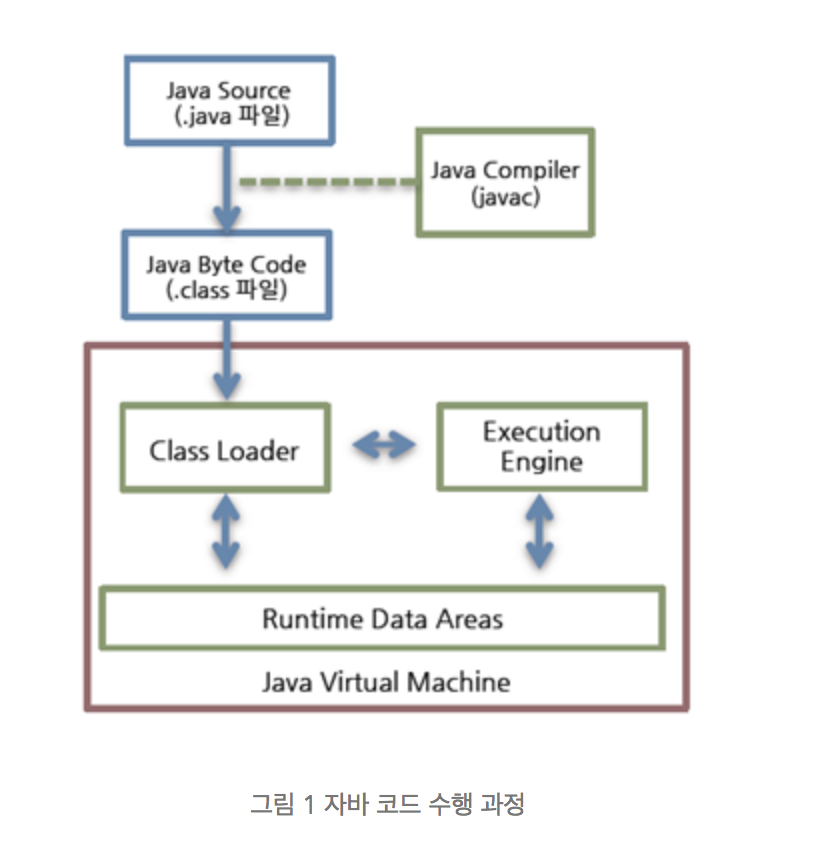 Java Source
(.java 파일)
Java Compiler
(javac)
Java Byte Code
(.class 파일)
Class Loader
Execution
Engine
Runtime Data Areas
Java Virtual Machine
그림 1 자바 코드 수행 과정